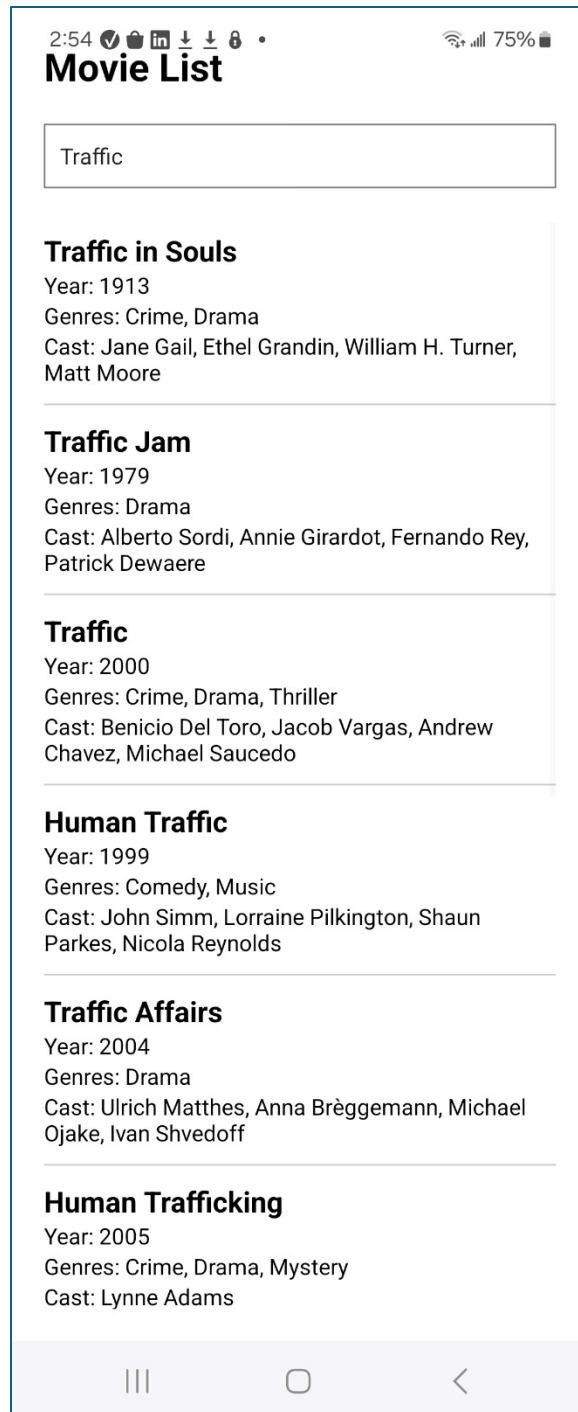 2:54 in 75%
Movie List
Traffic
Traffic in Souls
Year: 1913
Genres: Crime, Drama
Cast: Jane Gail, Ethel Grandin, William H. Turner,
Matt Moore
Traffic Jam
Year: 1979
Genres: Drama
Cast: Alberto Sordi, Annie Girardot, Fernando Rey,
Patrick Dewaere
Traffic
Year: 2000
Genres: Crime, Drama, Thriller
Cast: Benicio Del Toro, Jacob Vargas, Andrew
Chavez, Michael Saucedo
Human Traffic
Year: 1999
Genres: Comedy, Music
Cast: John Simm, Lorraine Pilkington, Shaun
Parkes, Nicola Reynolds
Traffic Affairs
Year: 2004
Genres: Drama
Cast: Ulrich Matthes, Anna Brèggemann, Michael
Ojake, Ivan Shvedoff
Human Trafficking
Year: 2005
Genres: Crime, Drama, Mystery
Cast: Lynne Adams